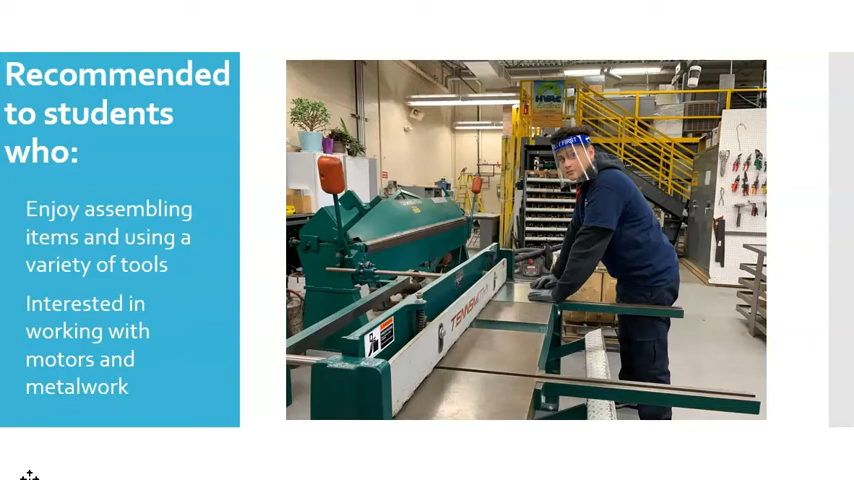 Recommended
to students
who:
Enjoy assembling
items and using a
variety of tools
Interested in
working with
motors and
metalwork
HVAC
TENNSMITH